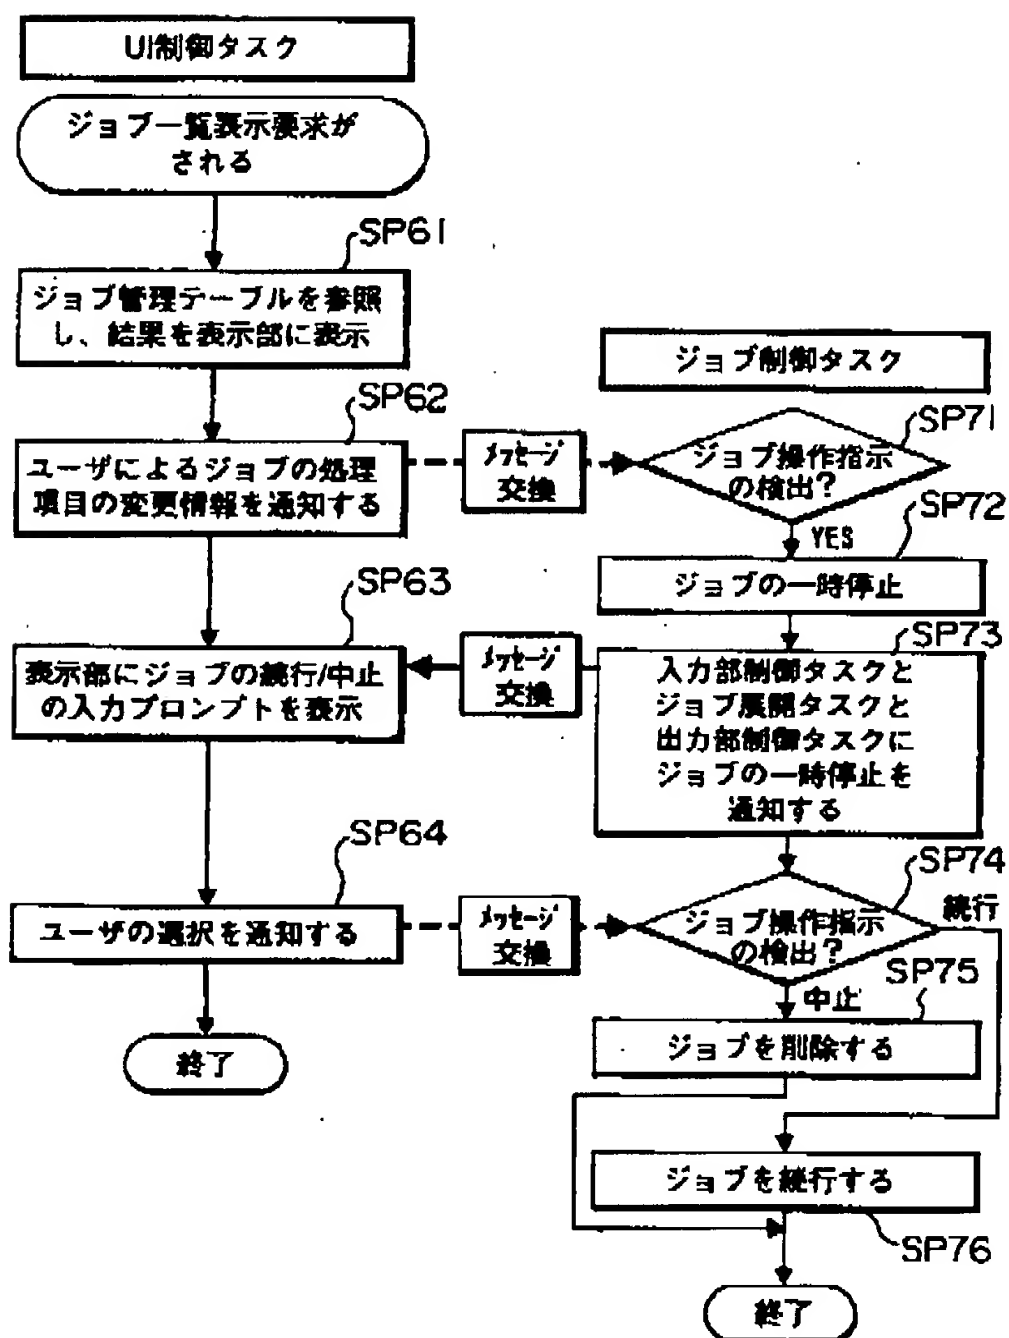 UI制御タスク
ジョブ一覧表示要求が
される
SP61
ジョブ管理テーブルを参照
し、結果を表示部に表示
SP62
ユーザによるジョブの処理
項目の変更情報を通知する
メッセージ
交換
SP63
表示部にジョブの続行/中止
の入力プロンプトを表示
メッセージ
交換
SP64
ユーザの選択を通知する
メッセージ
交換
終了
ジョブ制御タスク
SP71
ジョブ操作指示
の検出?
YES
SP72
ジョブの一時停止
SP73
入力部制御タスクと
ジョブ展開タスクと
出力部制御タスクに
ジョブの一時停止を
通知する
SP74
ジョブ操作指示
の検出?
続行
中止
SP75
ジョブを削除する
ジョブを続行する
SP76
終了